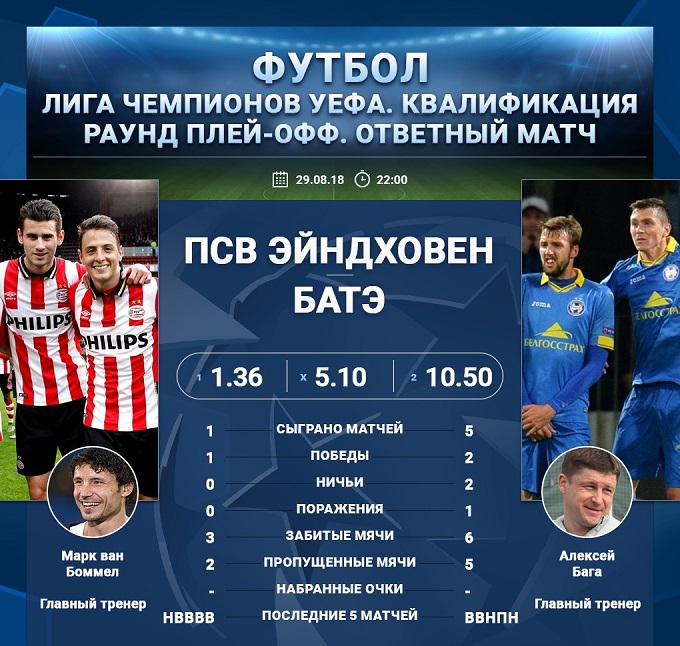 ФУТБОЛ
ЛИГА ЧЕМПИОНОВ УЕФА. КВАЛИФИКАЦИЯ
РАУНД ПЛЕЙ-ОФФ. ОТВЕТНЫЙ МАТЧ
29.08.18 22:00
ПСВ ЭЙНДХОВЕН
БАТЭ
PHILIPS PHILIPS
БЕЛГОССТРАХ БЕЛГОССТРАХ
1 1.36 X 5.10 2 10.50
1 СЫГРАНО МАТЧЕЙ 5
1 ПОБЕДЫ 2
0 НИЧЬИ 2
0 ПОРАЖЕНИЯ 1
3 ЗАБИТЫЕ МЯЧИ 6
2 ПРОПУЩЕННЫЕ МЯЧИ 5
- НАБРАННЫЕ ОЧКИ -
НВВВВ ПОСЛЕДНИЕ 5 МАТЧЕЙ ВВНПН
Марк ван
Боммел
Главный тренер
Алексей
Бага
Главный тренер